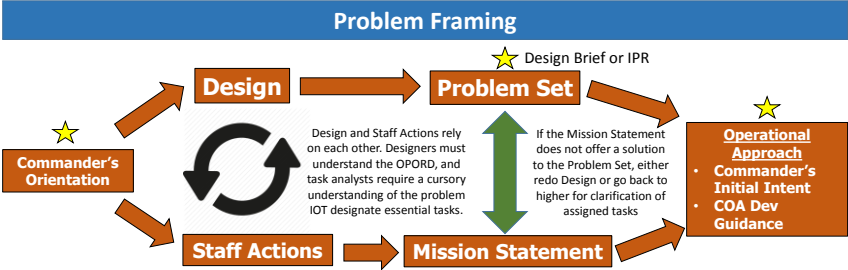 Problem Framing
Design Brief or IPR
Design
Problem Set
Commander's
Orientation
Design and Staff Actions rely
on each other. Designers must
understand the OPORD, and
task analysts require a cursory
understanding of the problem
IOT designate essential tasks.
If the Mission Statement
does not offer a solution
to the Problem Set, either
redo Design or go back to
higher for clarification of
assigned tasks
Operational
Approach
• Commander's
Initial Intent
• COA Dev
Guidance
Staff Actions
Mission Statement